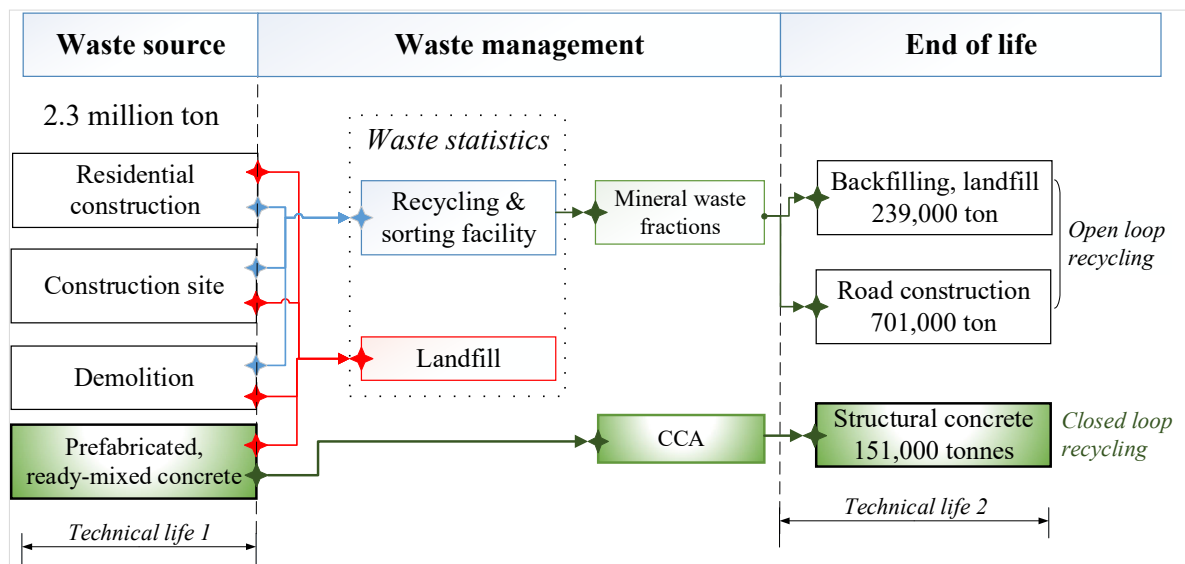 Waste source
Waste management
End of life
2.3 million ton
Waste statistics
Residential
construction
Construction site
Demolition
Prefabricated,
ready-mixed concrete
Recycling &
sorting facility
Landfill
Mineral waste
fractions
CCA
Backfilling, landfill
239,000 ton
Road construction
701,000 ton
Open loop
recycling
Structural concrete
151,000 tonnes
Closed loop
recycling
Technical life 1
Technical life 2